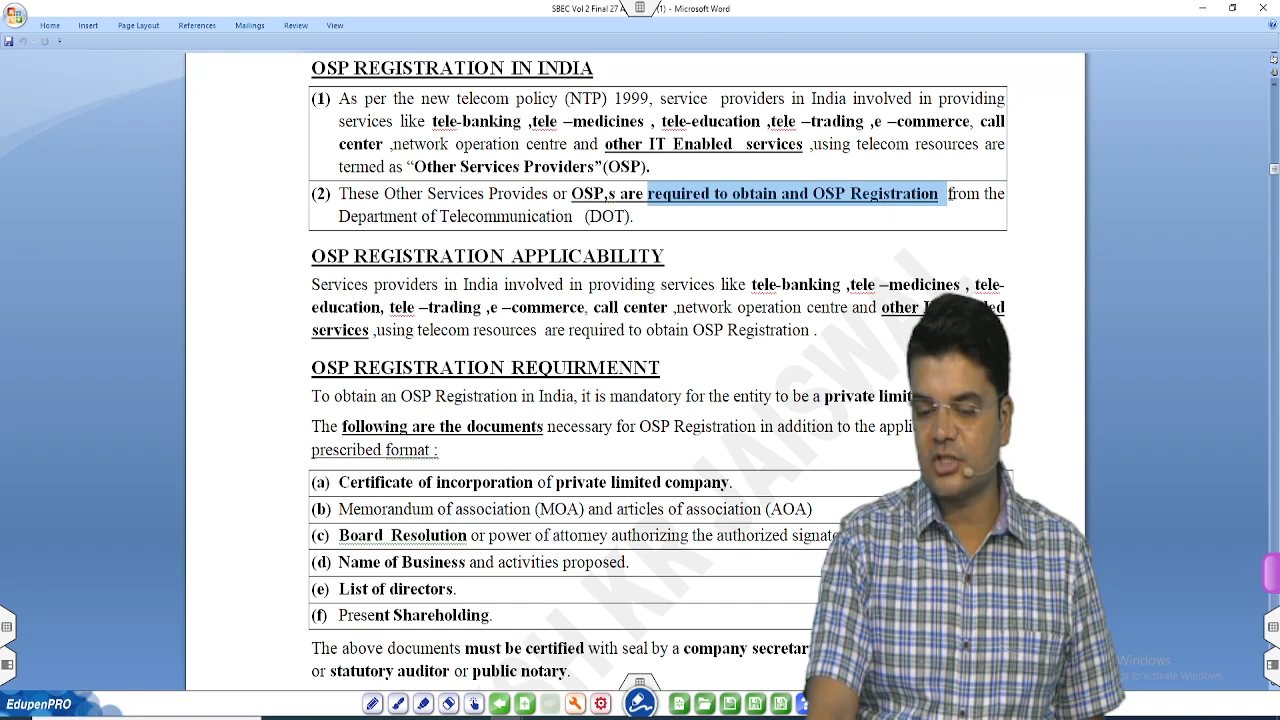 SBEC Vol 2 Final 27 A (1) - Microsoft Word
Home Insert Page Layout References Mailings Review View
OSP REGISTRATION IN INDIA
(1) As per the new telecom policy (NTP) 1999, service providers in India involved in providing
services like tele-banking ,tele –medicines , tele-education ,tele –trading ,e –commerce, call
center ,network operation centre and other IT Enabled services ,using telecom resources are
termed as “Other Services Providers”(OSP).
(2) These Other Services Provides or OSP,s are required to obtain and OSP Registration from the
Department of Telecommunication (DOT).
OSP REGISTRATION APPLICABILITY
Services providers in India involved in providing services like tele-banking ,tele –medicines , tele-
education, tele –trading ,e –commerce, call center ,network operation centre and other
services ,using telecom resources are required to obtain OSP Registration .
OSP REGISTRATION REQUIRMENNT
To obtain an OSP Registration in India, it is mandatory for the entity to be a private
The following are the documents necessary for OSP Registration in addition to the
prescribed format :
(a) Certificate of incorporation of private limited company.
(b) Memorandum of association (MOA) and articles of association (AOA)
(c) Board Resolution or power of attorney authorizing the authorized
(d) Name of Business and activities proposed.
(e) List of directors.
(f) Present Shareholding.
The above documents must be certified with seal by a company
or statutory auditor or public notary.
KR JAISWAL
Windows
to activate Windows
EdupenPRO